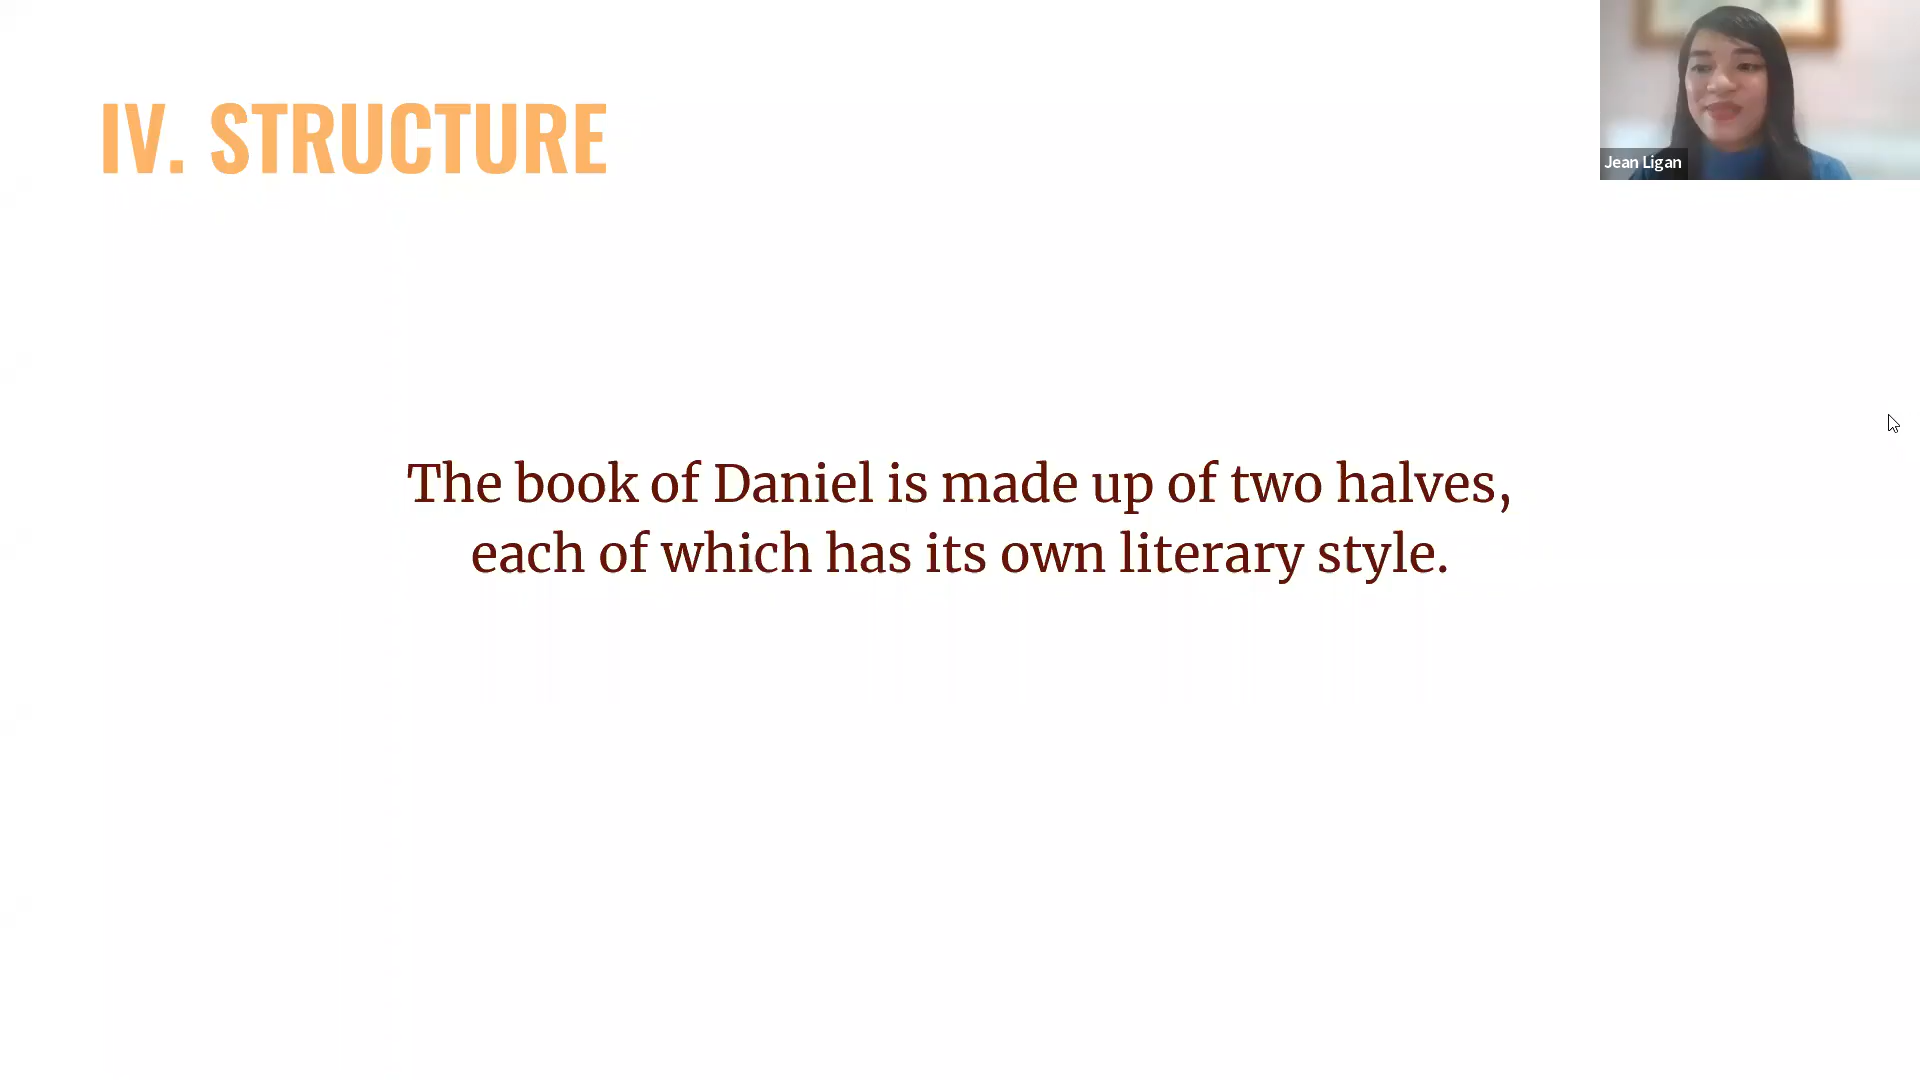 IV. STRUCTURE
Jean Ligan
The book of Daniel is made up of two halves,
each of which has its own literary style.